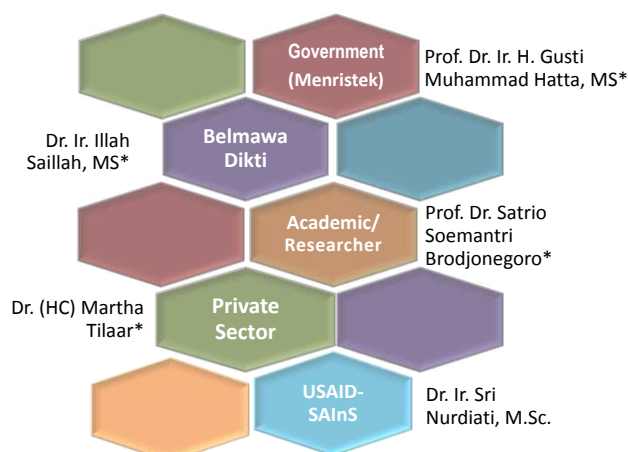 Government
(Menristek)
Prof. Dr. Ir. H. Gusti
Muhammad Hatta, MS*
Dr. Ir. Illah
Saillah, MS*
Belmawa
Dikti
Academic/
Researcher
Prof. Dr. Satrio
Soemantri
Brodjonegoro*
Dr. (HC) Martha
Tilaar*
Private
Sector
USAID-
SAInS
Dr. Ir. Sri
Nurdiati, M.Sc.